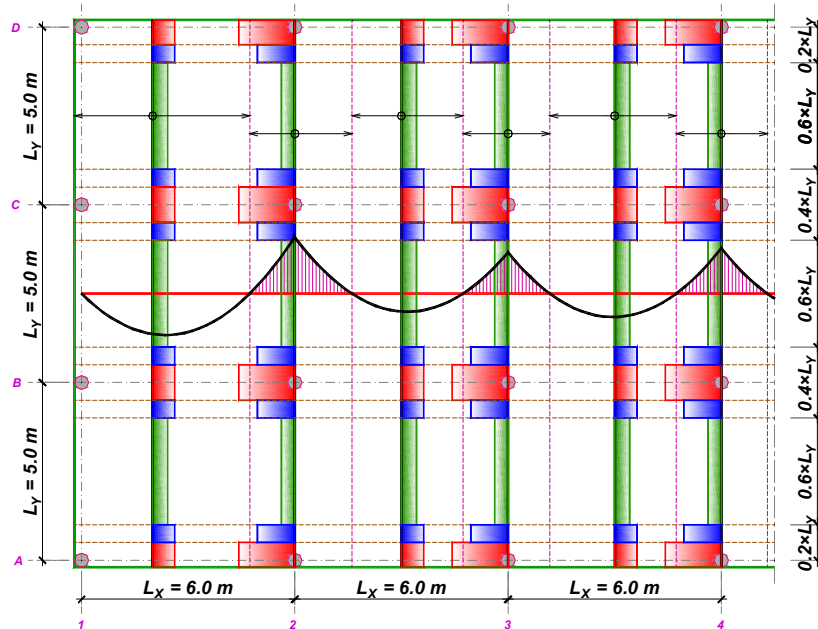 D
C
B
A
L_Y = 5.0 m
L_Y = 5.0 m
L_Y = 5.0 m
0.2×L_Y
0.6×L_Y
0.4×L_Y
0.6×L_Y
0.4×L_Y
0.6×L_Y
0.2×L_Y
L_X = 6.0 m
L_X = 6.0 m
L_X = 6.0 m
1
2
3
4